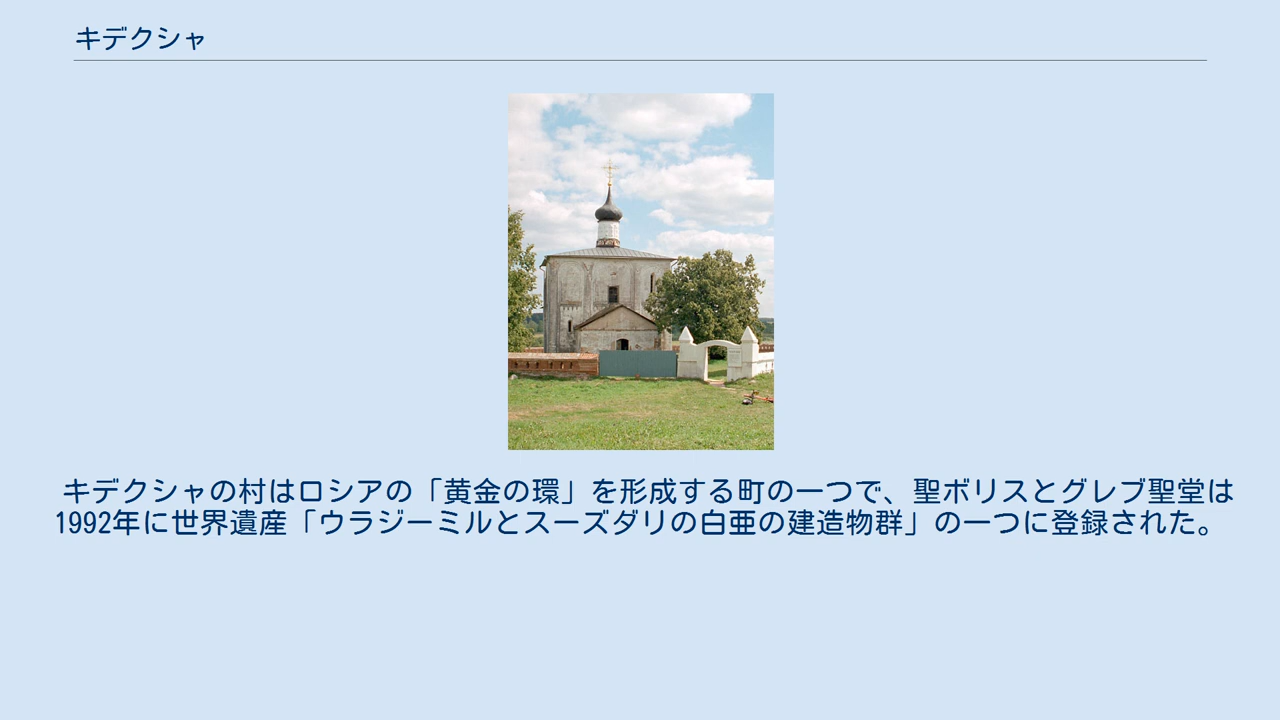 キデクシャ
キデクシャの村はロシアの「黄金の環」を形成する町の一つで、聖ボリスとグレブ聖堂は
1992年に世界遺産「ウラジーミルとスーズダリの白亜の建造物群」の一つに登録された。